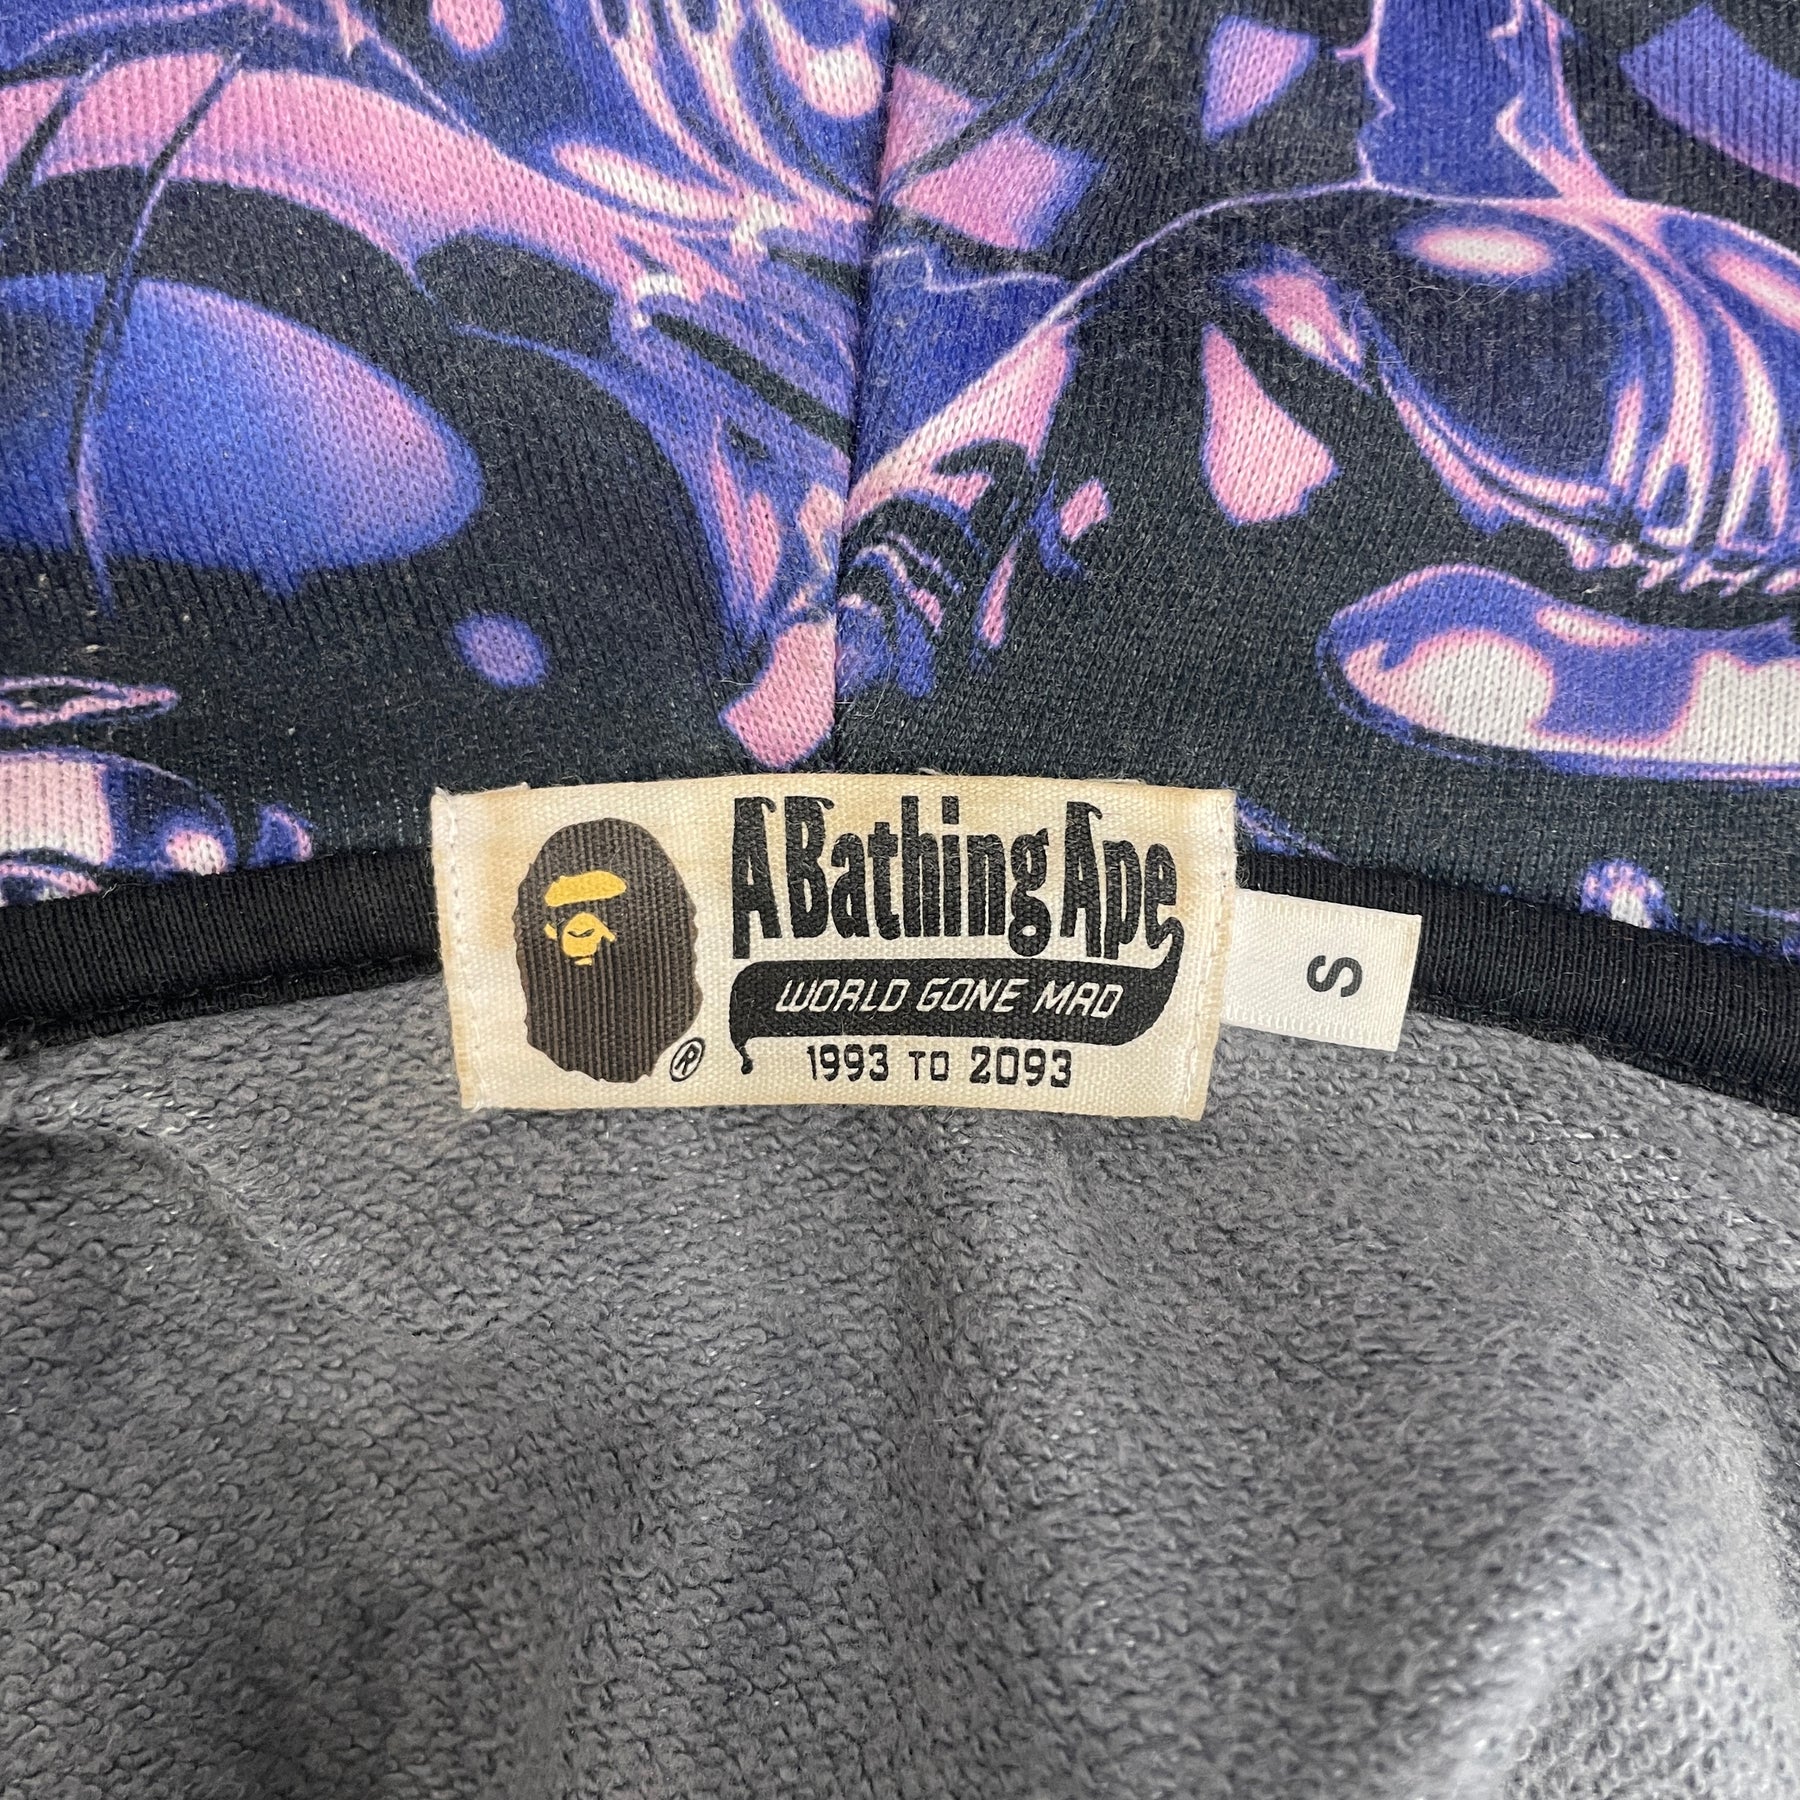 A Bathing Ape
WORLD GONE MAD
®
1993 TO 2093
S